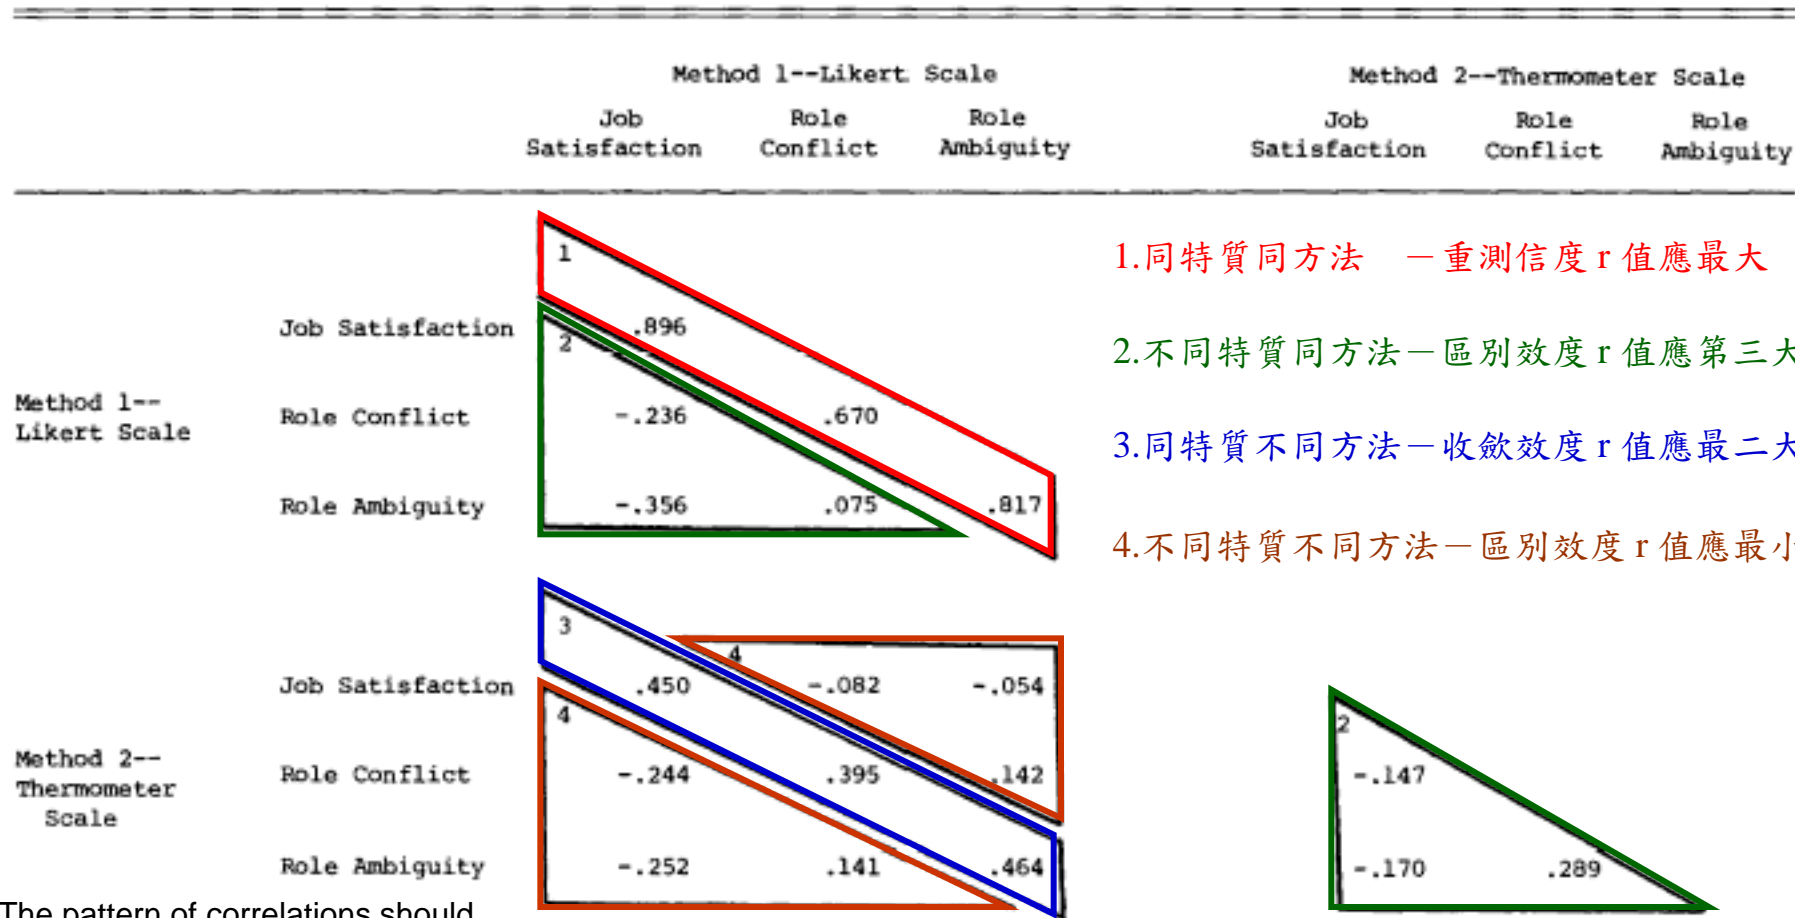 Method 1--Likert Scale Method 2--Thermometer Scale
Job Role Role Job Role Role
Satisfaction Conflict Ambiguity Satisfaction Conflict Ambiguity
1
1.同特質同方法 －重測信度 r 值應最大
Job Satisfaction .896
2
2.不同特質同方法－區別效度 r 值應第三大
Method 1--
Likert Scale
Role Conflict -.236 .670
3.同特質不同方法－收歛效度 r 值應最二大
Role Ambiguity -.356 .075 .817
4.不同特質不同方法－區別效度 r 值應最小
3
4
Job Satisfaction .450 -.082 -.054
4
2
Method 2--
Thermometer
Scale
Role Conflict -.244 .395 .142 -.147
Role Ambiguity -.252 .141 .464 -.170 .289
The pattern of correlations should